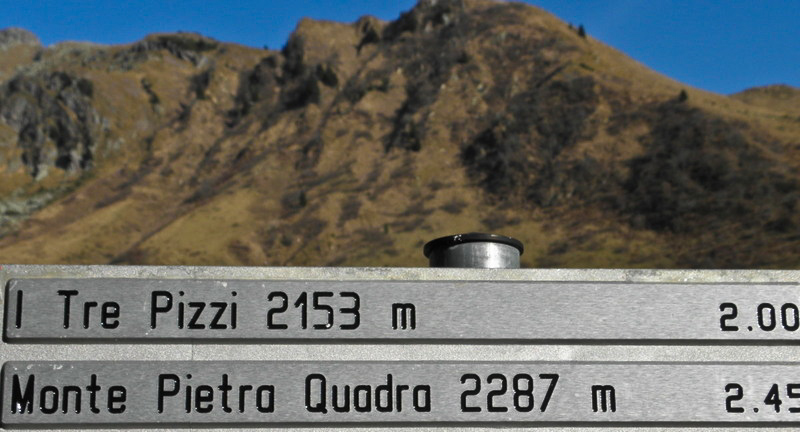 I Tre Pizzi 2153 m 2.00
Monte Pietra Quadra 2287 m 2.45